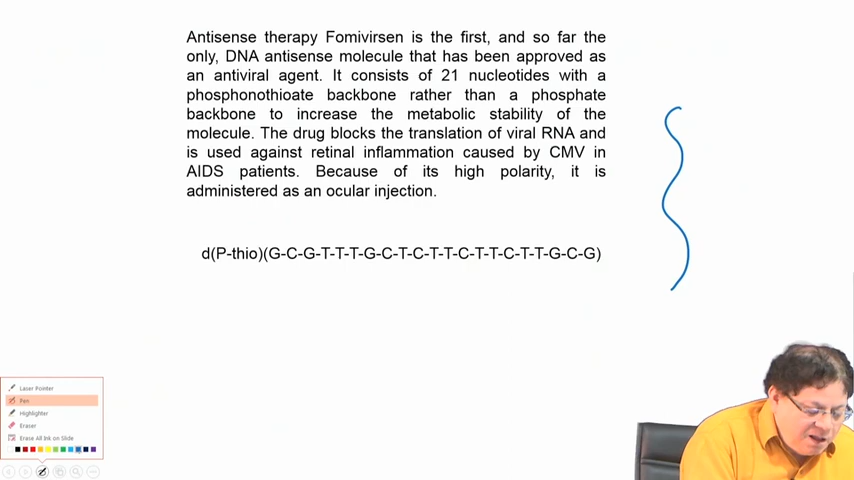 Antisense therapy Fomivirsen is the first, and so far the
only, DNA antisense molecule that has been approved as
an antiviral agent. It consists of 21 nucleotides with a
phosphonothioate backbone rather than a phosphate
backbone to increase the metabolic stability of the
molecule. The drug blocks the translation of viral RNA and
is used against retinal inflammation caused by CMV in
AIDS patients. Because of its high polarity, it is
administered as an ocular injection.
d(P-thio)(G-C-G-T-T-T-G-C-T-C-T-T-C-T-T-C-T-T-G-C-G)
Laser Pointer
Pen
Highlighter
Eraser
Erase All Ink on Slide